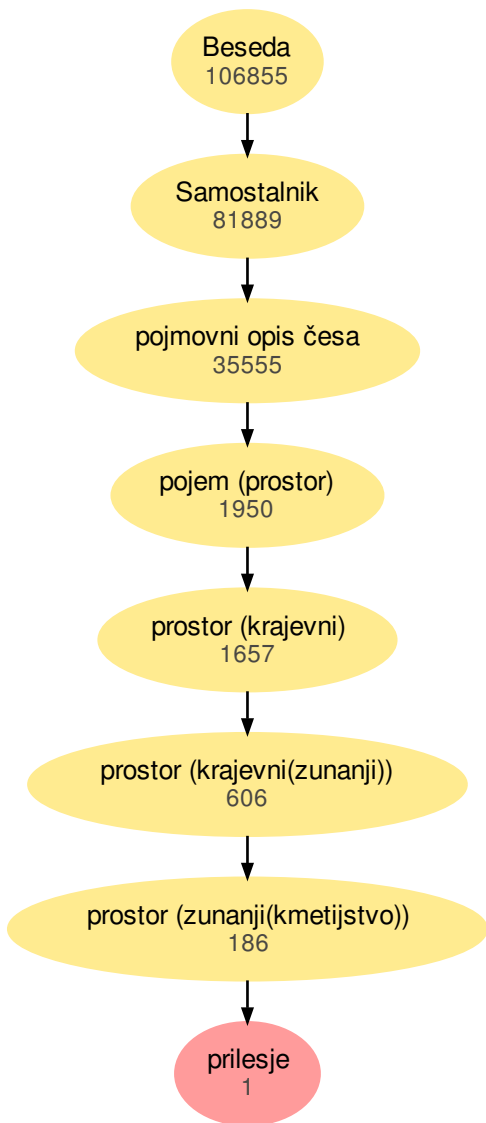 Beseda
106855
Samostalnik
81889
pojmovni opis česa
35555
pojem (prostor)
1950
prostor (krajevni)
1657
prostor (krajevni(zunanji))
606
prostor (zunanji(kmetijstvo))
186
prilesje
1